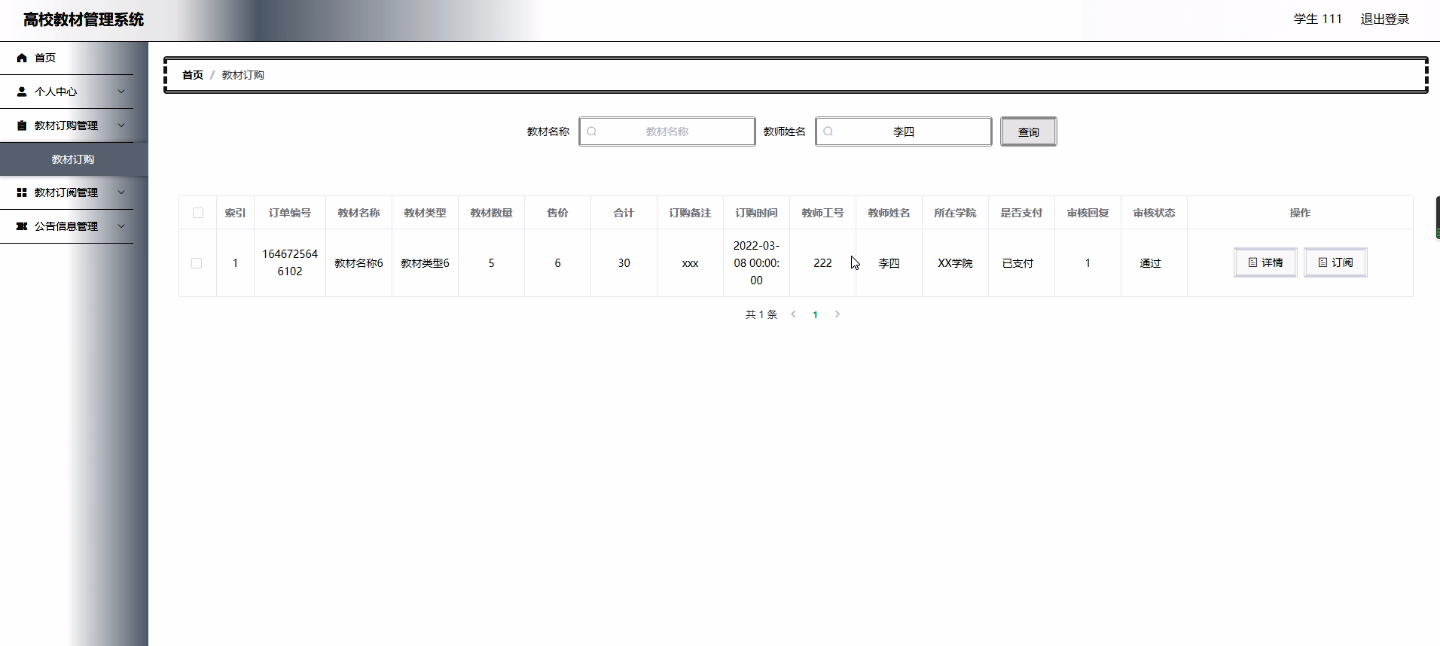 高校教材管理系统
学生 111 退出登录
首页
个人中心
教材订购管理
教材订购
教材订阅管理
公告信息管理
首页 / 教材订购
教材名称 教材名称 教师姓名 李四 查询
索引 订单编号 教材名称 教材类型 教材数量 售价 合计 订购备注 订购时间 教师工号 教师姓名 所在学院 是否支付 审核回复 审核状态 操作
1 1646725646102 教材名称6 教材类型6 5 6 30 xxx 2022-03-08 00:00:00 222 李四 XX学院 已支付 1 通过 详情 订阅
共 1 条 1